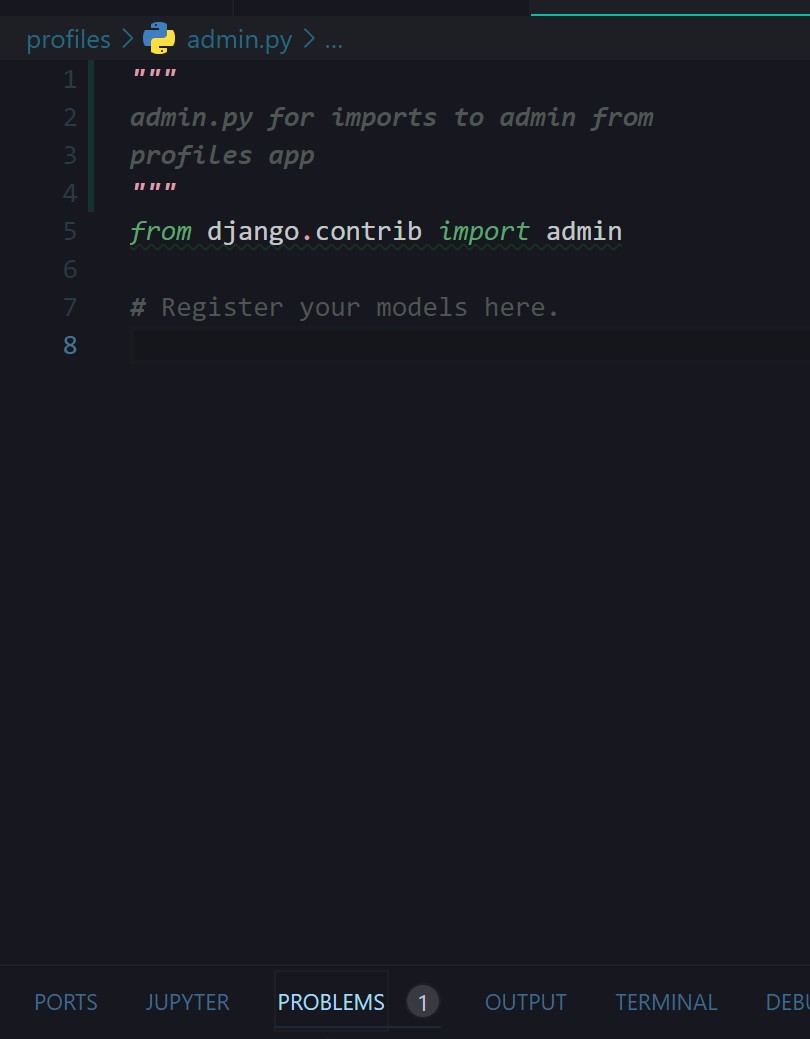 profiles > admin.py > ...
1 """
2 admin.py for imports to admin from
3 profiles app
4 """
5 from django.contrib import admin
6
7 # Register your models here.
8
PORTS JUPYTER PROBLEMS 1 OUTPUT TERMINAL DEBU